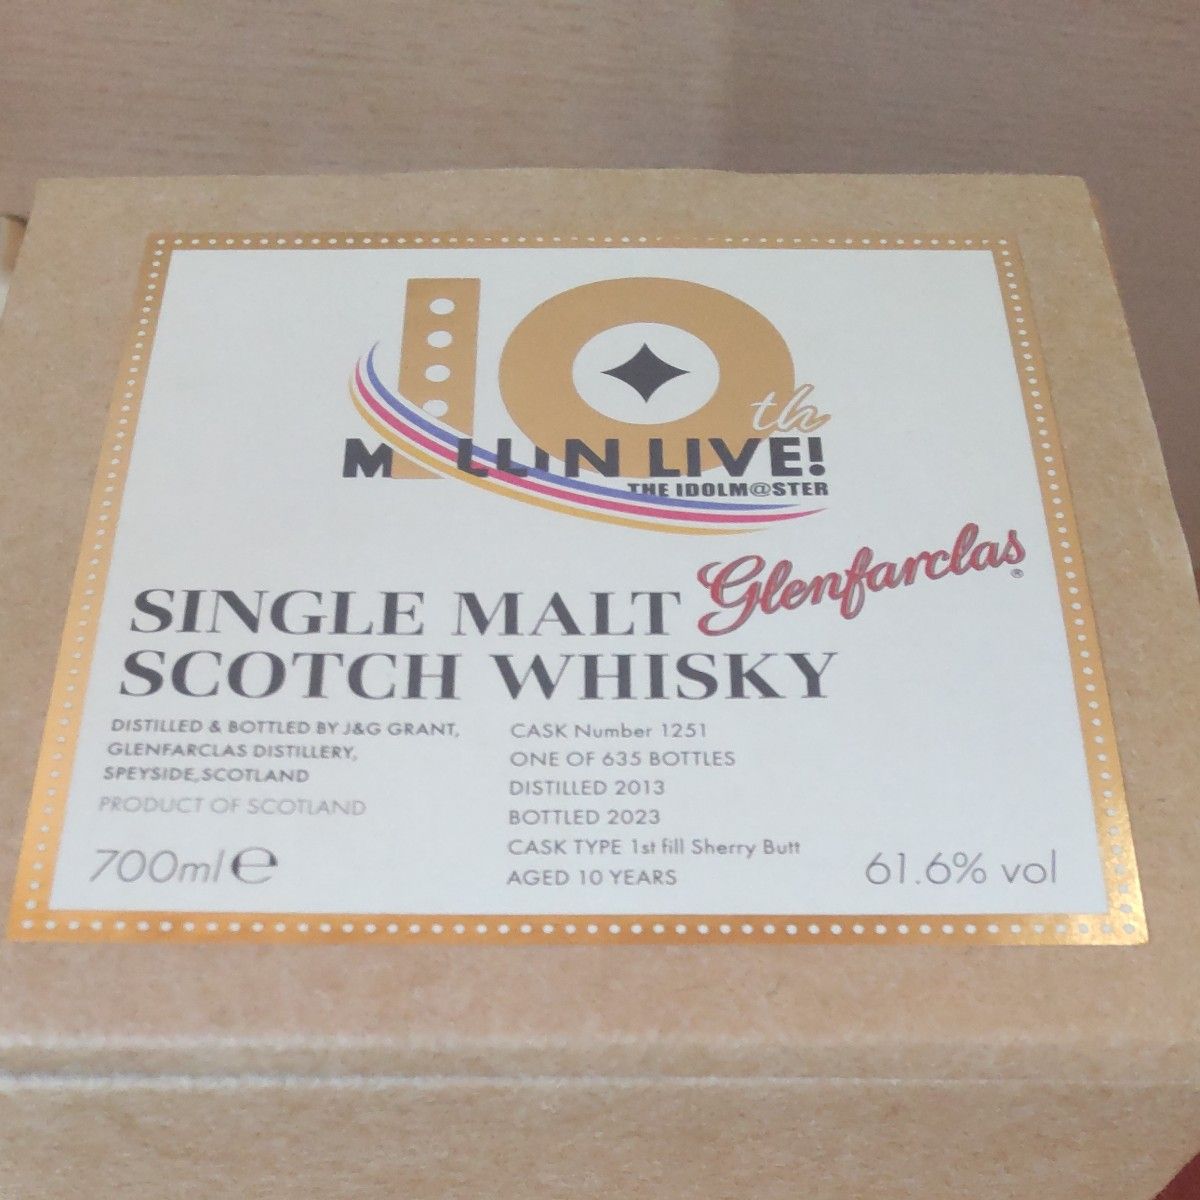 10th
MILLION LIVE!
THE IDOLM@STER
Glenfarclas®
SINGLE MALT
SCOTCH WHISKY
DISTILLED & BOTTLED BY J&G GRANT,
GLENFARCLAS DISTILLERY,
SPEYSIDE,SCOTLAND
PRODUCT OF SCOTLAND
700ml e
CASK Number 1251
ONE OF 635 BOTTLES
DISTILLED 2013
BOTTLED 2023
CASK TYPE 1st fill Sherry Butt
AGED 10 YEARS
61.6% vol